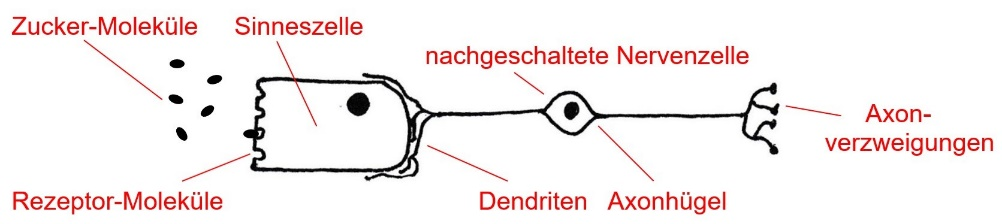 Zucker-Moleküle
Sinneszelle
nachgeschaltete Nervenzelle
Axon-
verzweigungen
Rezeptor-Moleküle
Dendriten
Axonhügel